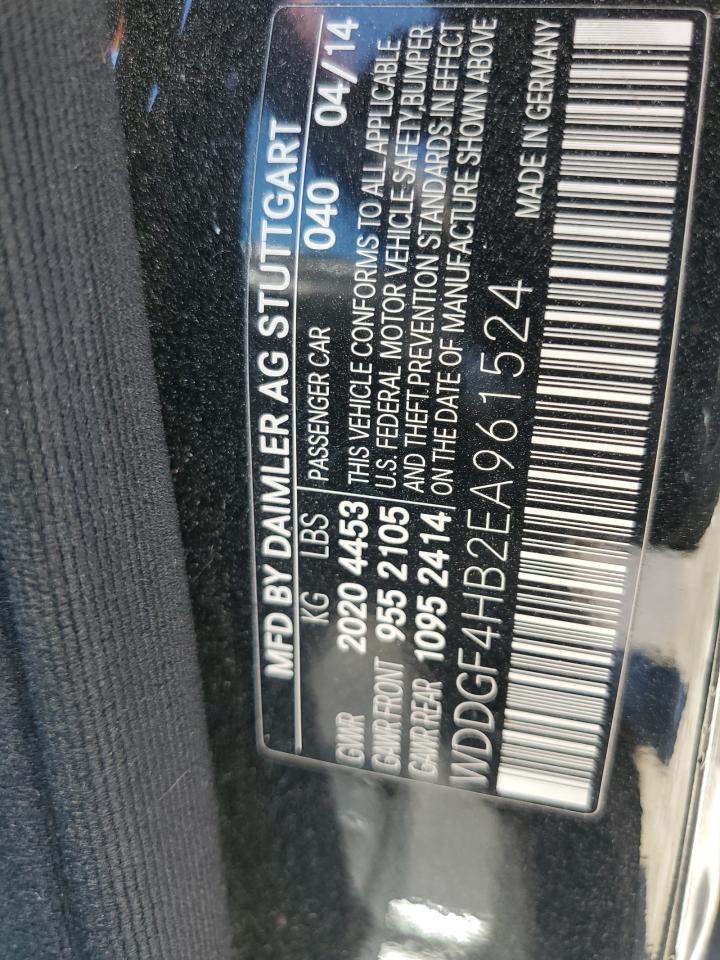 MFD BY DAIMLER AG STUTTGART
KG LBS PASSENGER CAR 040 04/14
GVWR 2020 4453 THIS VEHICLE CONFORMS TO ALL APPLICABLE
GAWR FRONT 955 2105 U.S. FEDERAL MOTOR VEHICLE SAFETY,BUMPER
GAWR REAR 1095 2414 AND THEFT PREVENTION STANDARDS IN EFFECT
ON THE DATE OF MANUFACTURE SHOWN ABOVE
WDDGF4HB2EA961524 MADE IN GERMANY